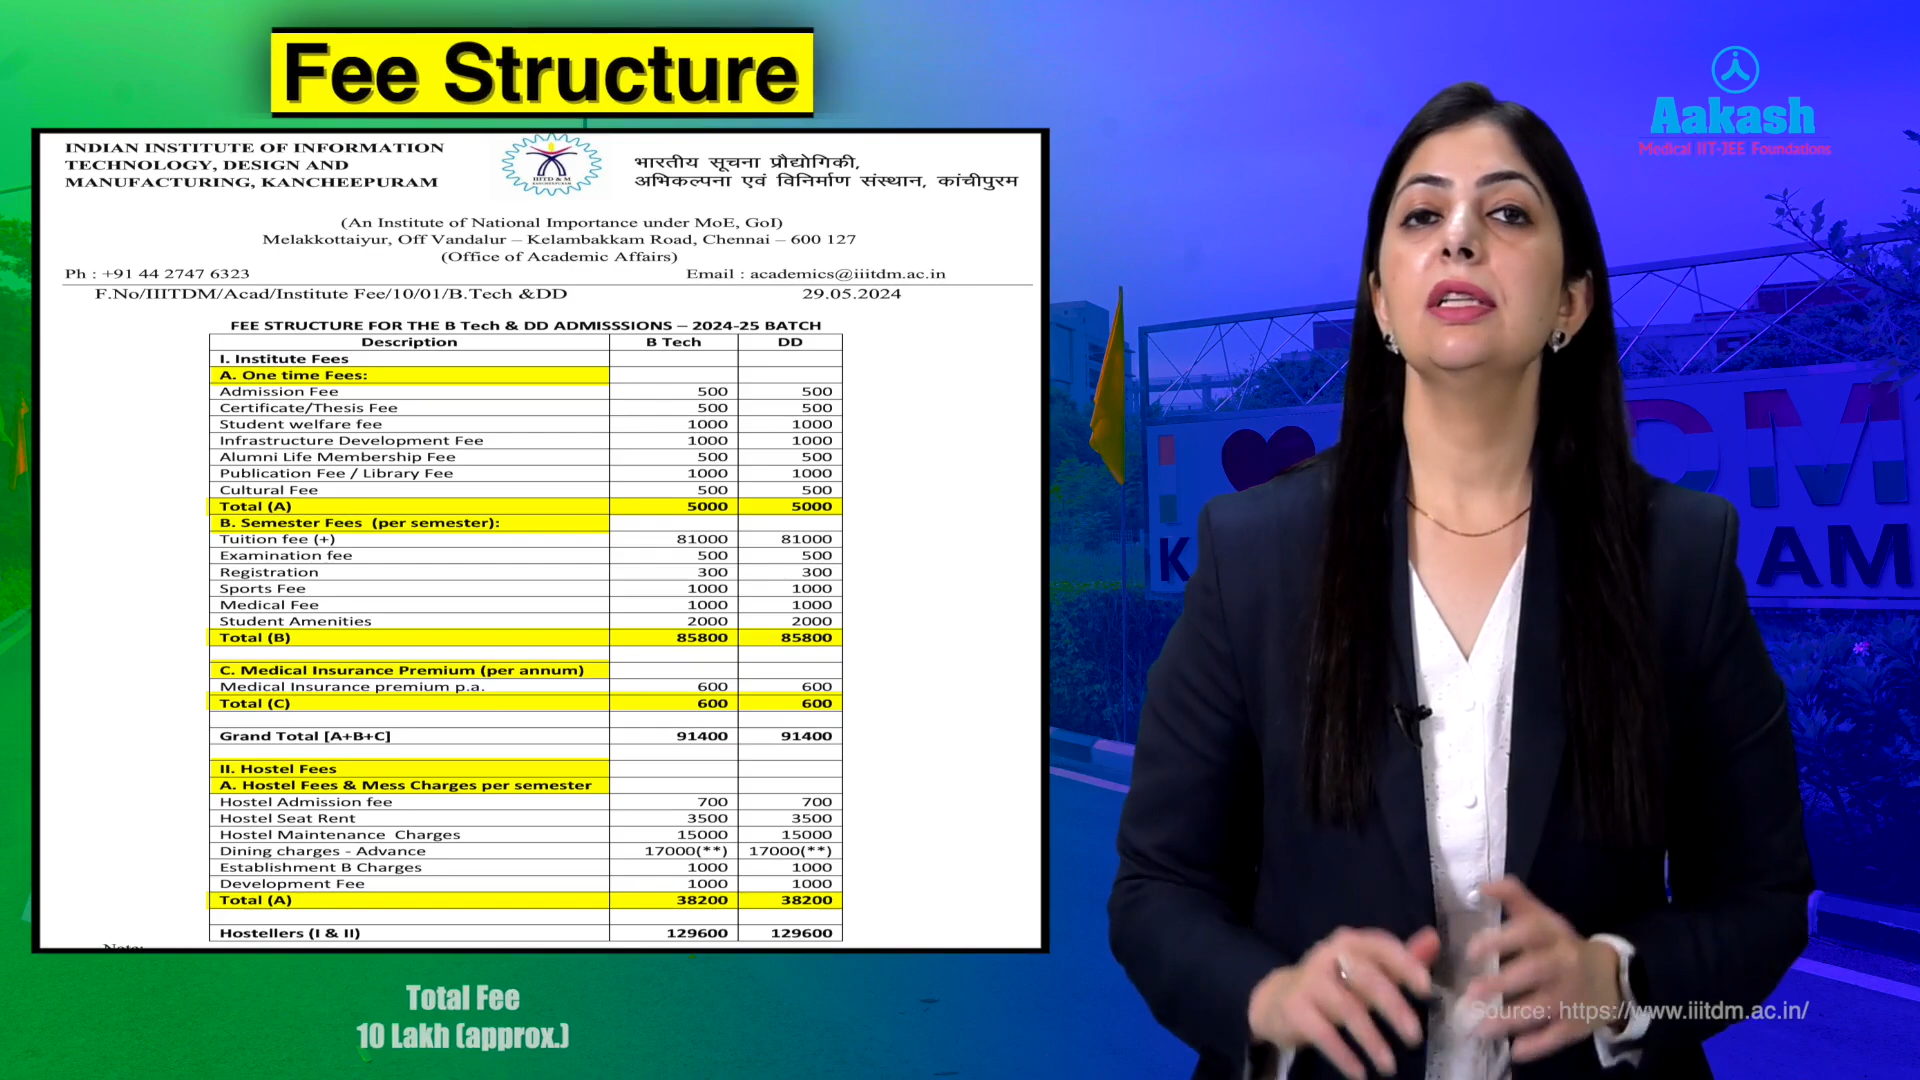 Fee Structure
Aakash
Medical IIT-JEE Foundations
INDIAN INSTITUTE OF INFORMATION
TECHNOLOGY, DESIGN AND
MANUFACTURING, KANCHEEPURAM
IIITD & M
KANCHEEPURAM
भारतीय सूचना प्रौद्योगिकी,
अभिकल्पना एवं विनिर्माण संस्थान, कांचीपुरम
(An Institute of National Importance under MoE, GoI)
Melakkottaiyur, Off Vandalur – Kelambakkam Road, Chennai – 600 127
(Office of Academic Affairs)
Ph : +91 44 2747 6323 Email : academics@iiitdm.ac.in
F.No/IIITDM/Acad/Institute Fee/10/01/B.Tech &DD 29.05.2024
FEE STRUCTURE FOR THE B Tech & DD ADMISSSIONS – 2024-25 BATCH
Description B Tech DD
I. Institute Fees
A. One time Fees:
Admission Fee 500 500
Certificate/Thesis Fee 500 500
Student welfare fee 1000 1000
Infrastructure Development Fee 1000 1000
Alumni Life Membership Fee 500 500
Publication Fee / Library Fee 1000 1000
Cultural Fee 500 500
Total (A) 5000 5000
B. Semester Fees (per semester):
Tuition fee (+) 81000 81000
Examination fee 500 500
Registration 300 300
Sports Fee 1000 1000
Medical Fee 1000 1000
Student Amenities 2000 2000
Total (B) 85800 85800
C. Medical Insurance Premium (per annum)
Medical Insurance premium p.a. 600 600
Total (C) 600 600
Grand Total [A+B+C] 91400 91400
II. Hostel Fees
A. Hostel Fees & Mess Charges per semester
Hostel Admission fee 700 700
Hostel Seat Rent 3500 3500
Hostel Maintenance Charges 15000 15000
Dining charges - Advance 17000(**) 17000(**)
Establishment B Charges 1000 1000
Development Fee 1000 1000
Total (A) 38200 38200
Hostellers (I & II) 129600 129600
Total Fee
10 Lakh (approx.)
DM
K AM
Source: https://www.iiitdm.ac.in/